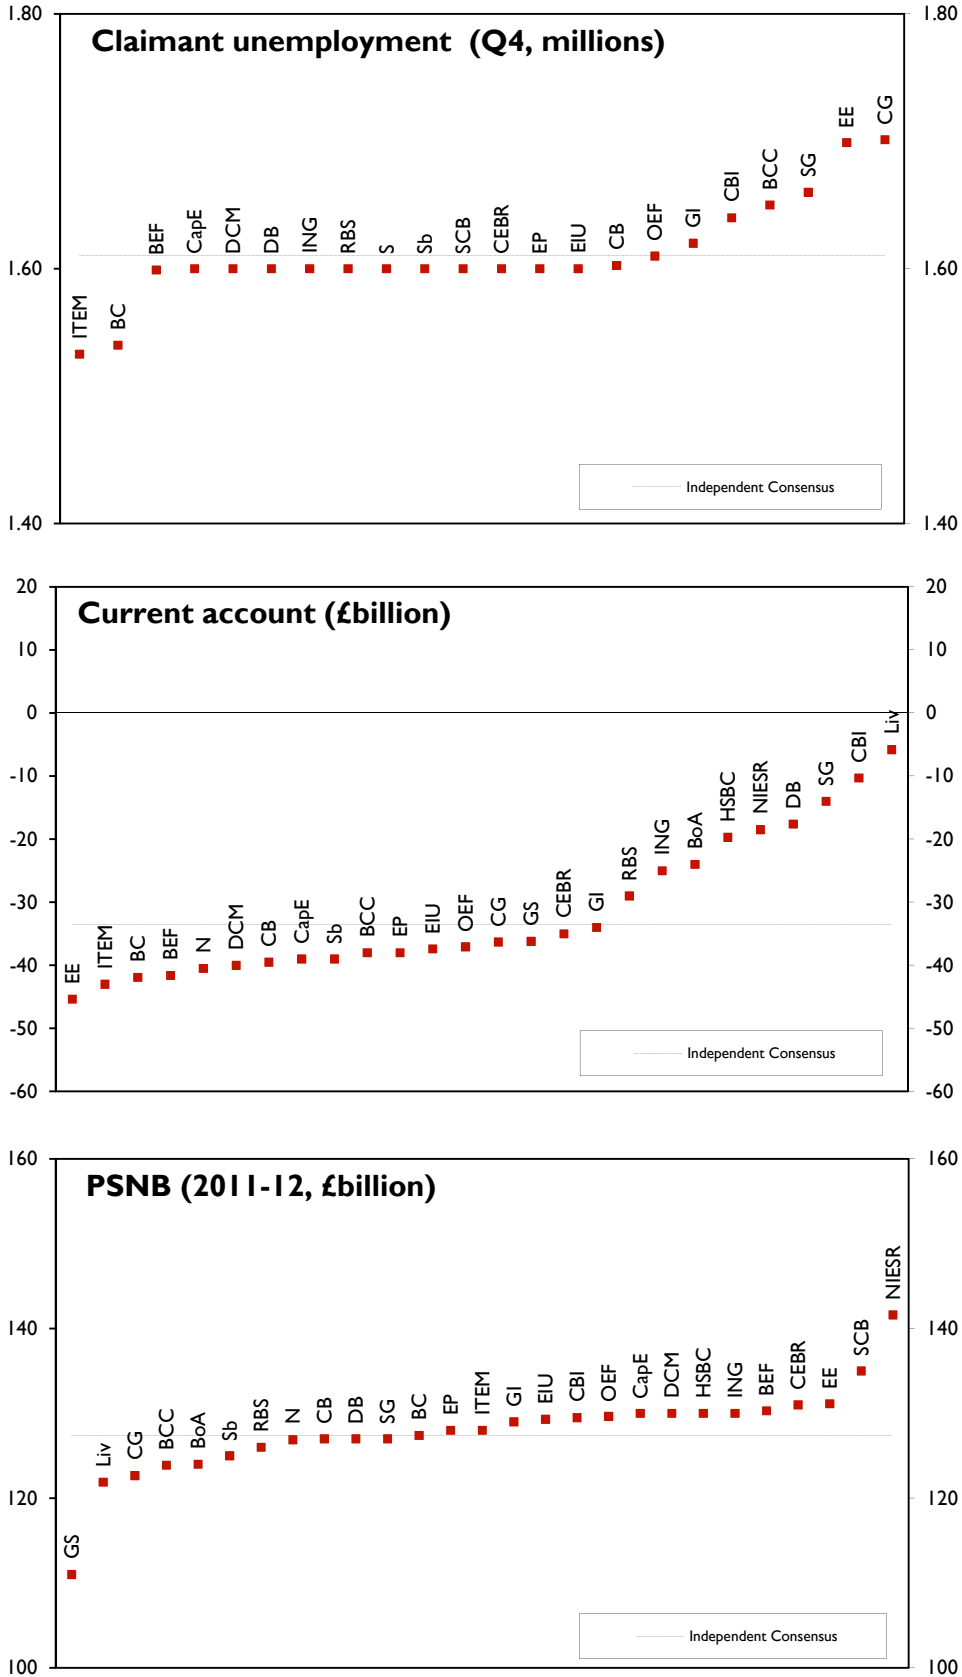 1.80 1.80
Claimant unemployment (Q4, millions)
CG
EE
SG
BCC
CBI
GI
OEF
CB
EIU
EP
CEBR
SCB
Sb
S
RBS
ING
DB
DCM
CapE
BEF
1.60 1.60
BC
ITEM
Independent Consensus
1.40 1.40
20 20
Current account (£billion)
10 10
0 0
Liv
CBI
SG
DB
NIESR
HSBC
BoA
ING
RBS
GI
CEBR
GS
CG
OEF
EIU
EP
BCC
Sb
CapE
CB
DCM
N
BEF
BC
ITEM
EE
-10 -10
-20 -20
-30 -30
-40 -40
-50 -50
Independent Consensus
-60 -60
160 160
PSNB (2011-12, £billion)
NIESR
SCB
EE
CEBR
BEF
ING
HSBC
DCM
CapE
OEF
CBI
EIU
GI
ITEM
EP
BC
SG
DB
CB
N
RBS
Sb
BoA
BCC
CG
Liv
GS
140 140
120 120
Independent Consensus
100 100